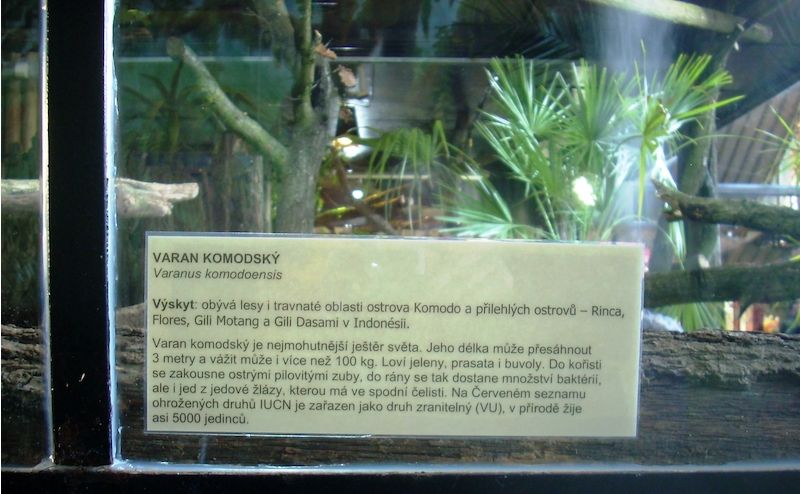 VARAN KOMODSKÝ
Varanus komodoensis
Výskyt: obývá lesy i travnaté oblasti ostrova Komodo a přilehlých ostrovů – Rinca,
Flores, Gili Motang a Gili Dasami v Indonésii.
Varan komodský je nejmohutnější ještěr světa. Jeho délka může přesáhnout
3 metry a vážit může i více než 100 kg. Loví jeleny, prasata i buvoly. Do kořisti
se zakousne ostrými pilovitými zuby, do rány se tak dostane množství baktérií,
ale i jed z jedové žlázy, kterou má ve spodní čelisti. Na Červeném seznamu
ohrožených druhů IUCN je zařazen jako druh zranitelný (VU), v přírodě žije
asi 5000 jedinců.